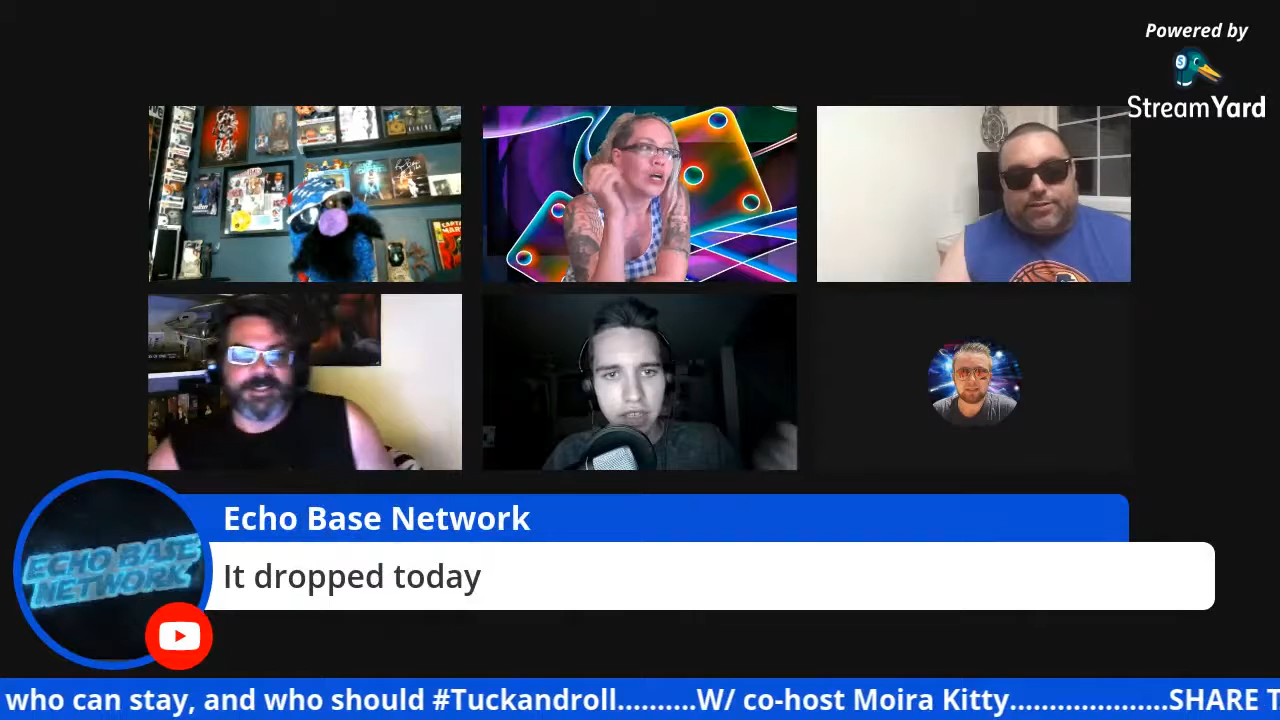 Powered by
StreamYard
Echo Base Network
It dropped today
ECHO BASE
NETWORK
who can stay, and who should #Tuckandroll..........W/ co-host Moira Kitty....................SHARE T